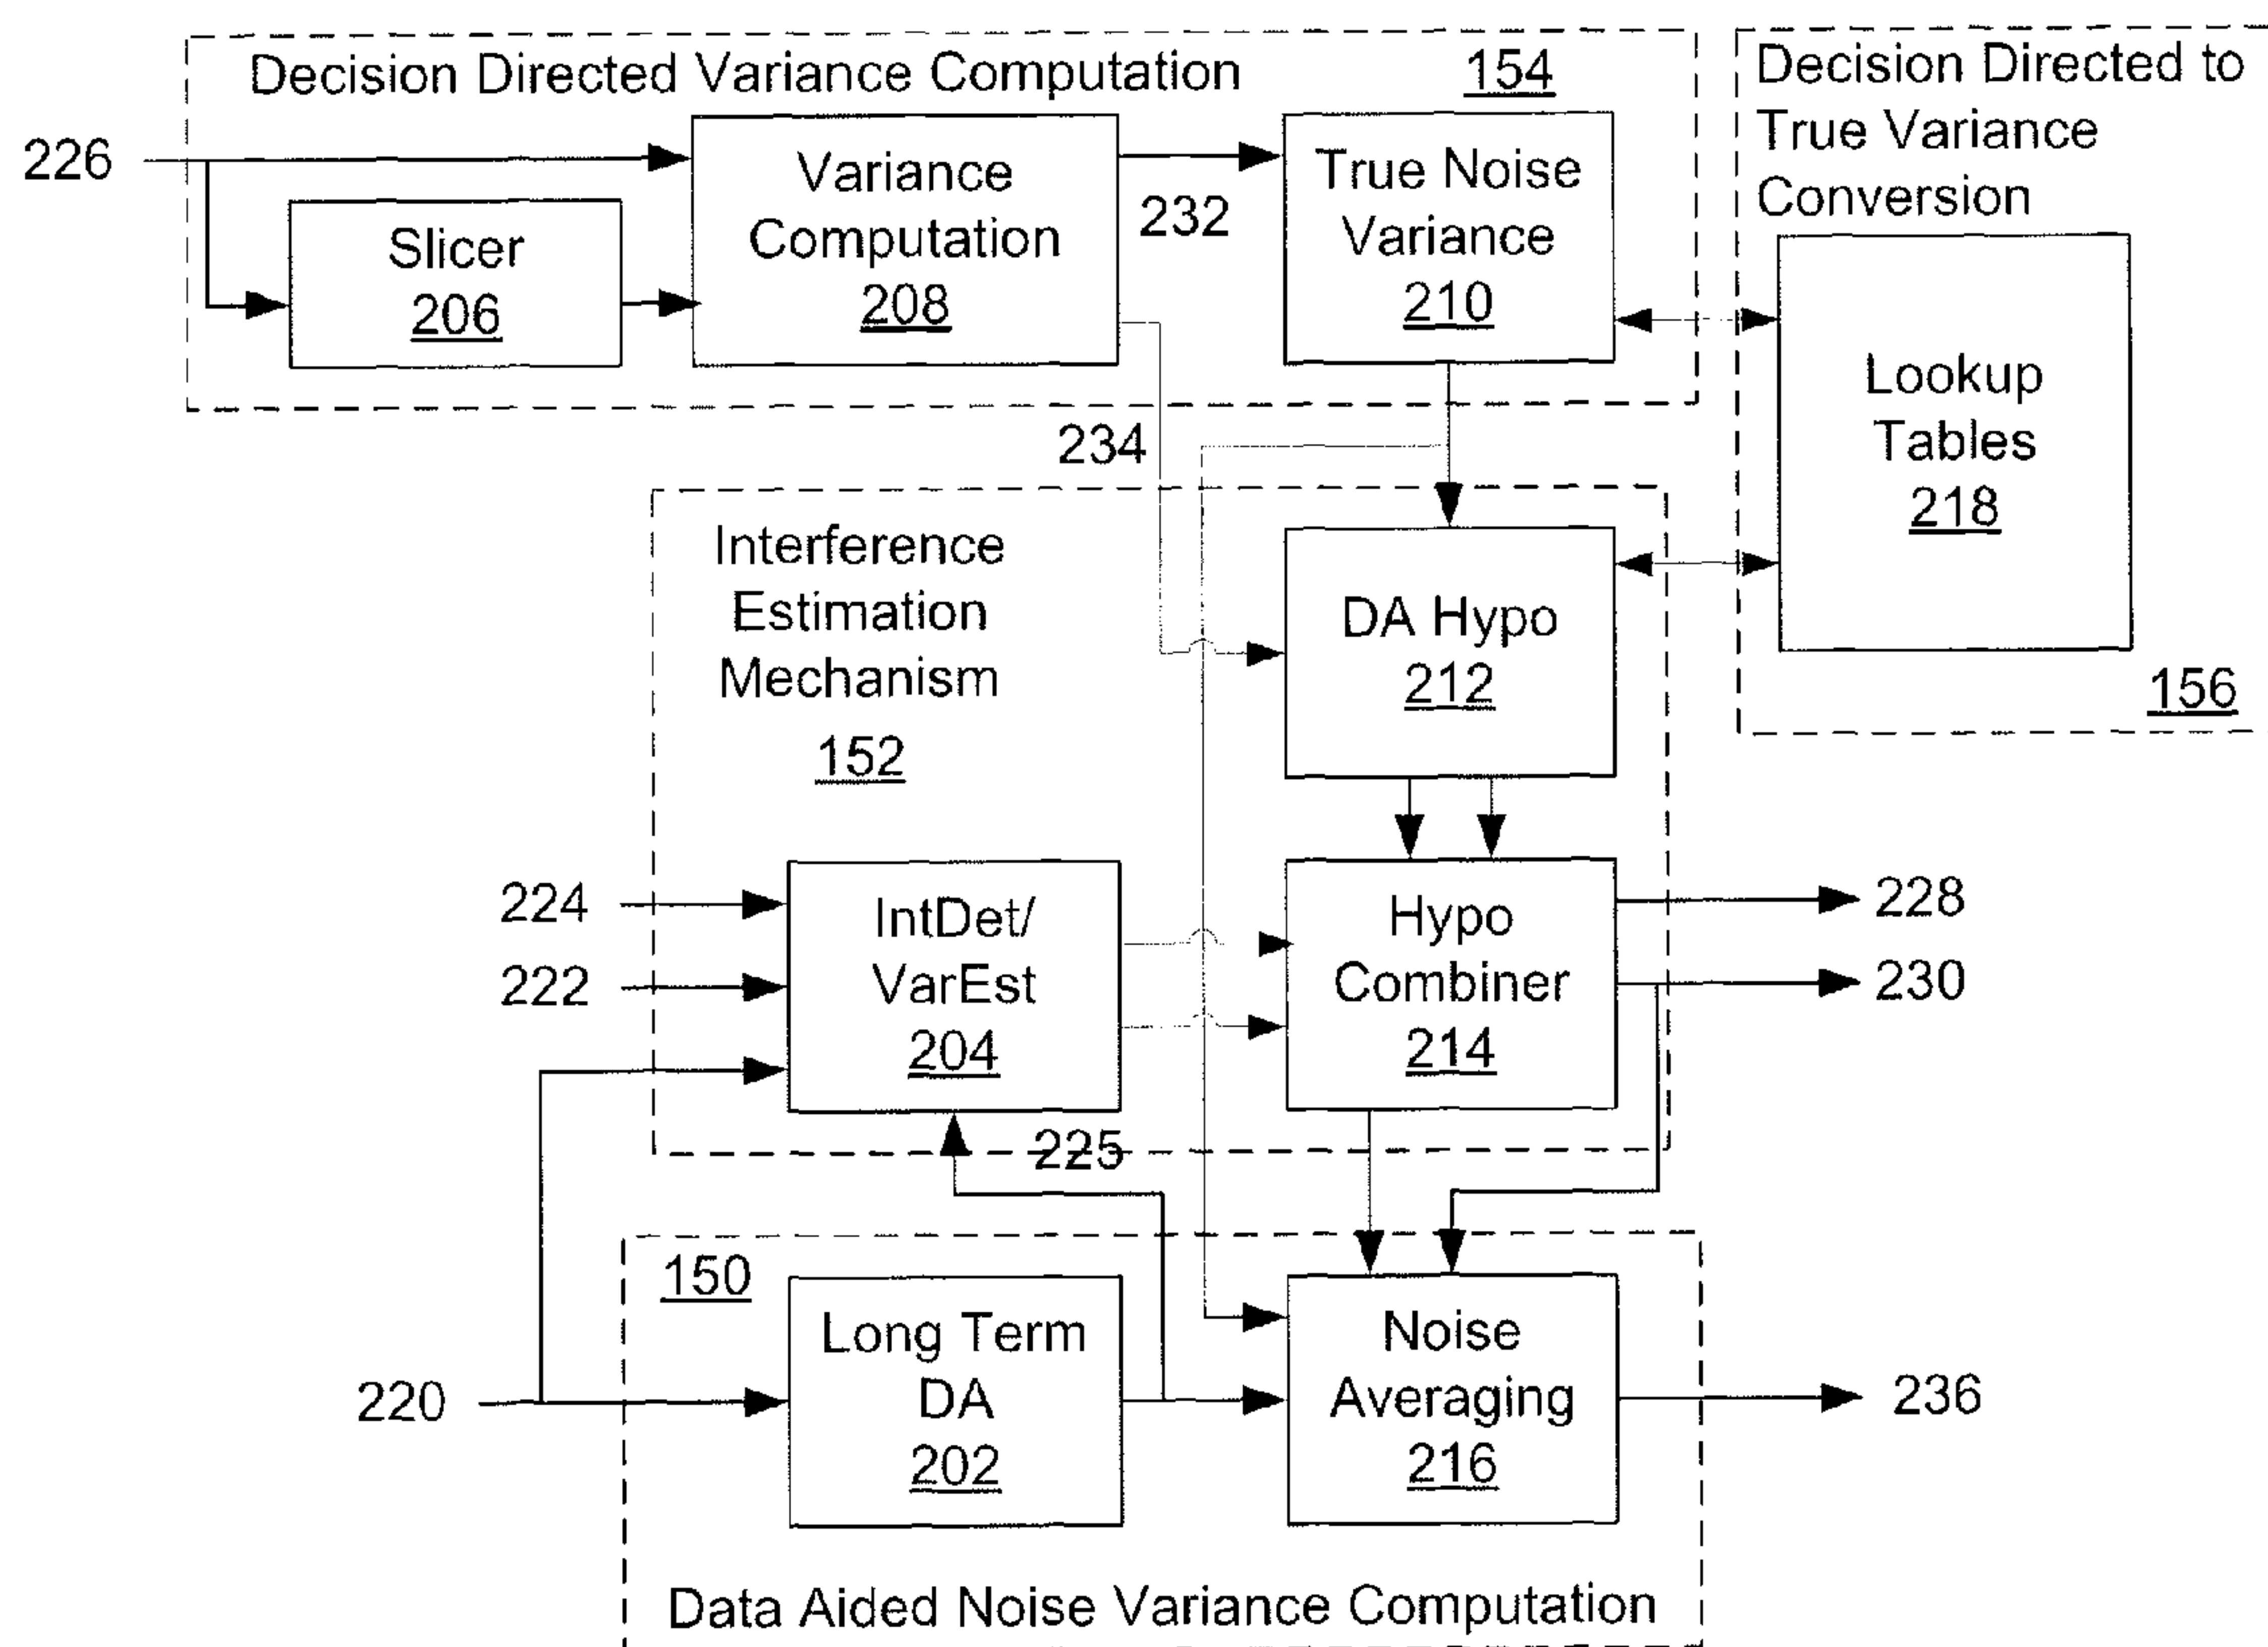 Decision Directed Variance Computation
154
Decision Directed to
True Variance
Conversion
226
Variance
Computation
208
232
True Noise
Variance
210
Slicer
206
Lookup
Tables
218
234
Interference
Estimation
Mechanism
152
DA Hypo
212
156
224
222
IntDet/
VarEst
204
Hypo
Combiner
214
228
230
225
150
Long Term
DA
202
Noise
Averaging
216
220
236
Data Aided Noise Variance Computation